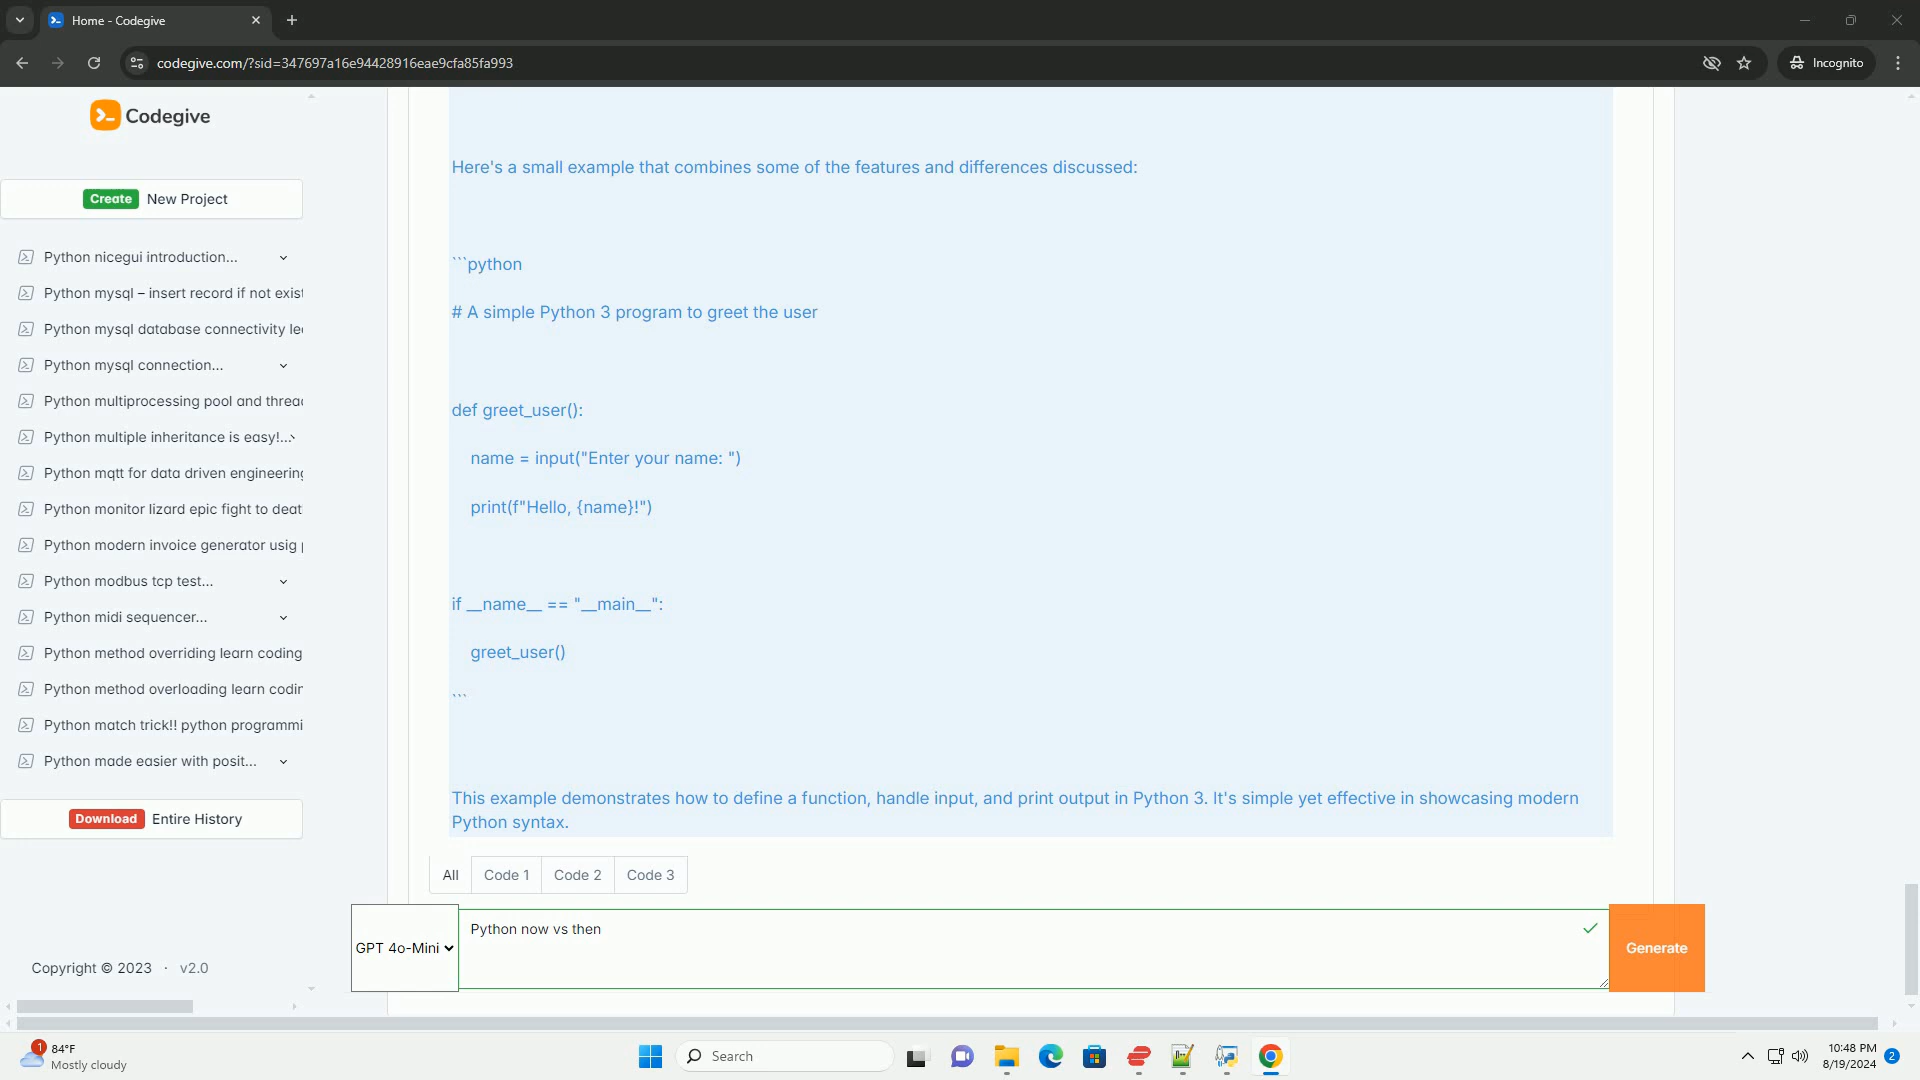 Home - Codegive
codegive.com/?sid=347697a16e94428916eae9cfa85fa993
Incognito
Codegive
Create New Project
Python nicegui introduction...
Python mysql – insert record if not exist
Python mysql database connectivity le
Python mysql connection...
Python multiprocessing pool and threa
Python multiple inheritance is easy!...
Python mqtt for data driven engineering
Python monitor lizard epic fight to deat
Python modern invoice generator usig
Python modbus tcp test...
Python midi sequencer...
Python method overriding learn coding
Python method overloading learn codin
Python match trick!! python programmi
Python made easier with posit...
Download Entire History
Copyright © 2023 · v2.0
Here's a small example that combines some of the features and differences discussed:
```python
# A simple Python 3 program to greet the user
def greet_user():
name = input("Enter your name: ")
print(f"Hello, {name}!")
if __name__ == "__main__":
greet_user()
```
This example demonstrates how to define a function, handle input, and print output in Python 3. It's simple yet effective in showcasing modern
Python syntax.
All Code 1 Code 2 Code 3
GPT 4o-Mini
Python now vs then
Generate
1
84°F
Mostly cloudy
Search
10:48 PM
8/19/2024
2